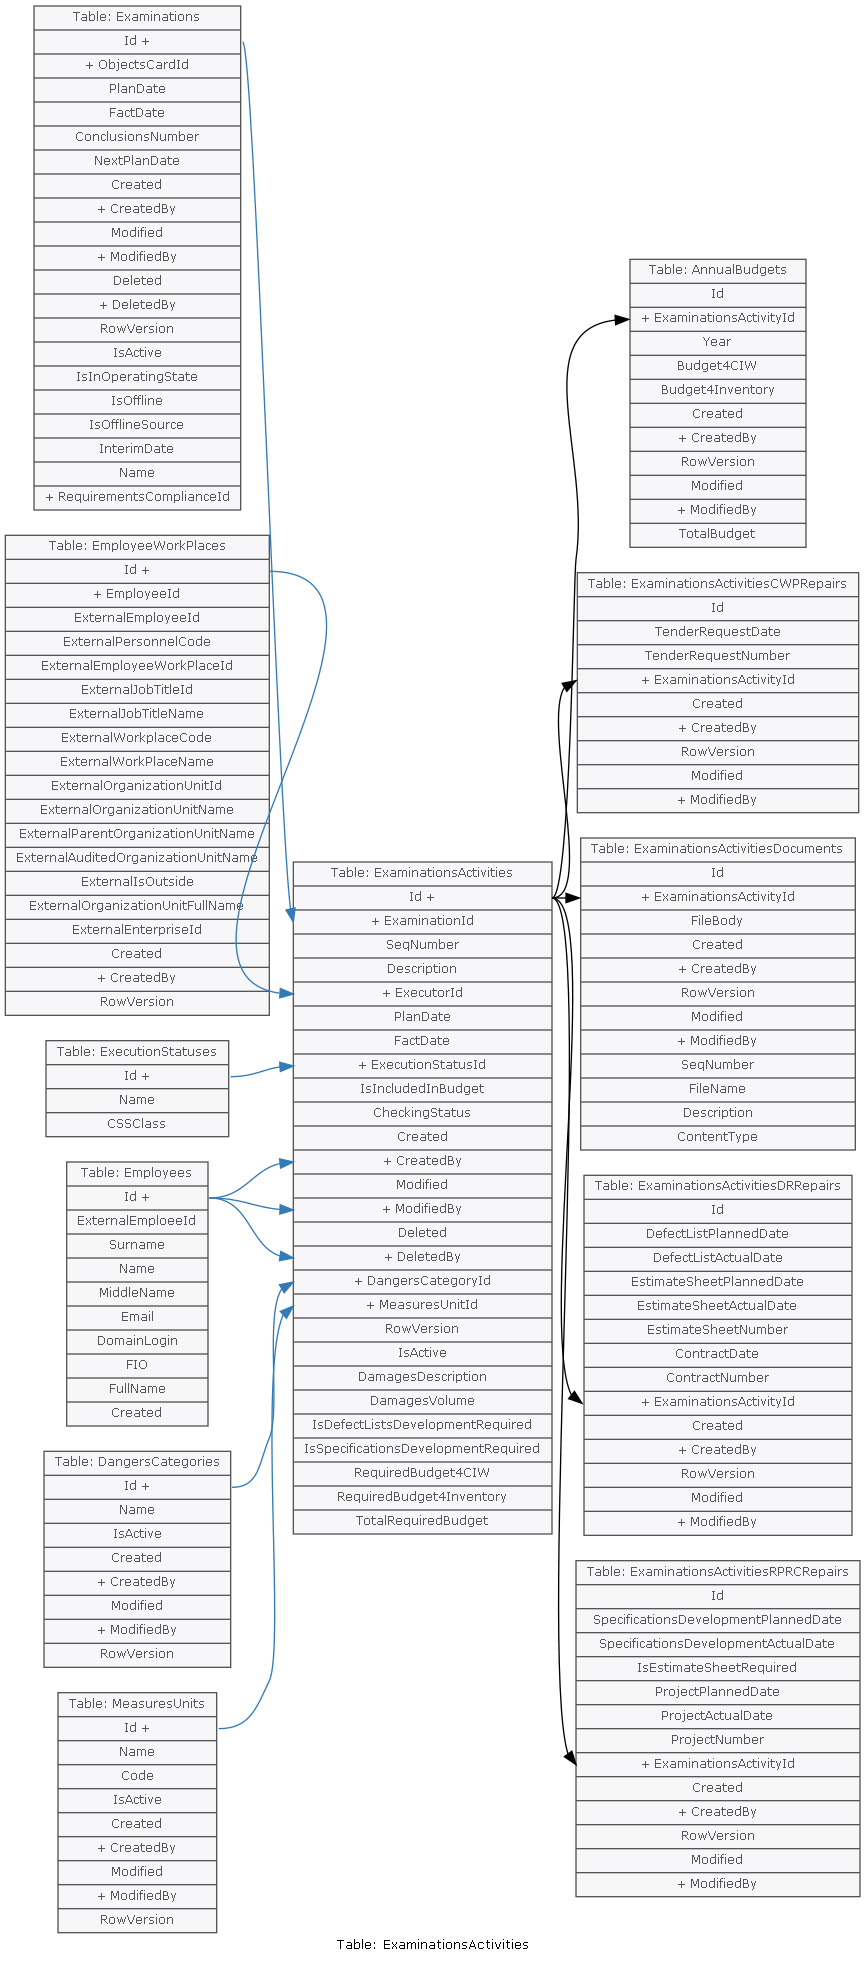 Table: Examinations
Id +
+ ObjectsCardId
PlanDate
FactDate
ConclusionsNumber
NextPlanDate
Created
+ CreatedBy
Modified
+ ModifiedBy
Deleted
+ DeletedBy
RowVersion
IsActive
IsInOperatingState
IsOffline
IsOfflineSource
InterimDate
Name
+ RequirementsComplianceId
Table: EmployeeWorkPlaces
Id +
+ EmployeeId
ExternalEmployeeId
ExternalPersonnelCode
ExternalEmployeeWorkPlaceId
ExternalJobTitleId
ExternalJobTitleName
ExternalWorkplaceCode
ExternalWorkPlaceName
ExternalOrganizationUnitId
ExternalOrganizationUnitName
ExternalParentOrganizationUnitName
ExternalAuditedOrganizationUnitName
ExternalIsOutside
ExternalOrganizationUnitFullName
ExternalEnterpriseId
Created
+ CreatedBy
RowVersion
Table: ExecutionStatuses
Id +
Name
CSSClass
Table: Employees
Id +
ExternalEmploeeId
Surname
Name
MiddleName
Email
DomainLogin
FIO
FullName
Created
Table: DangersCategories
Id +
Name
IsActive
Created
+ CreatedBy
Modified
+ ModifiedBy
RowVersion
Table: MeasuresUnits
Id +
Name
Code
IsActive
Created
+ CreatedBy
Modified
+ ModifiedBy
RowVersion
Table: ExaminationsActivities
Id +
+ ExaminationId
SeqNumber
Description
+ ExecutorId
PlanDate
FactDate
+ ExecutionStatusId
IsIncludedInBudget
CheckingStatus
Created
+ CreatedBy
Modified
+ ModifiedBy
Deleted
+ DeletedBy
+ DangersCategoryId
+ MeasuresUnitId
RowVersion
IsActive
DamagesDescription
DamagesVolume
IsDefectListsDevelopmentRequired
IsSpecificationsDevelopmentRequired
RequiredBudget4CIW
RequiredBudget4Inventory
TotalRequiredBudget
Table: AnnualBudgets
Id
+ ExaminationsActivityId
Year
Budget4CIW
Budget4Inventory
Created
+ CreatedBy
RowVersion
Modified
+ ModifiedBy
TotalBudget
Table: ExaminationsActivitiesCWPRepairs
Id
TenderRequestDate
TenderRequestNumber
+ ExaminationsActivityId
Created
+ CreatedBy
RowVersion
Modified
+ ModifiedBy
Table: ExaminationsActivitiesDocuments
Id
+ ExaminationsActivityId
FileBody
Created
+ CreatedBy
RowVersion
Modified
+ ModifiedBy
SeqNumber
FileName
Description
ContentType
Table: ExaminationsActivitiesDRRepairs
Id
DefectListPlannedDate
DefectListActualDate
EstimateSheetPlannedDate
EstimateSheetActualDate
EstimateSheetNumber
ContractDate
ContractNumber
+ ExaminationsActivityId
Created
+ CreatedBy
RowVersion
Modified
+ ModifiedBy
Table: ExaminationsActivitiesRPRCRepairs
Id
SpecificationsDevelopmentPlannedDate
SpecificationsDevelopmentActualDate
IsEstimateSheetRequired
ProjectPlannedDate
ProjectActualDate
ProjectNumber
+ ExaminationsActivityId
Created
+ CreatedBy
RowVersion
Modified
+ ModifiedBy
Table: ExaminationsActivities